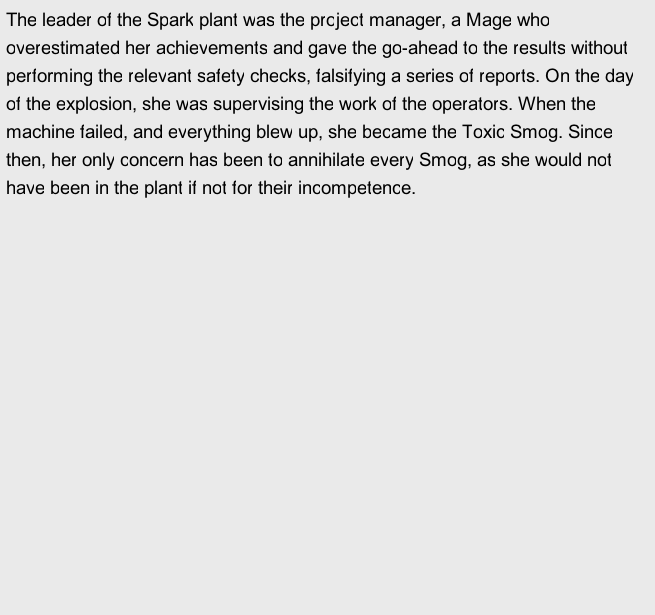 The leader of the Spark plant was the project manager, a Mage who
overestimated her achievements and gave the go-ahead to the results without
performing the relevant safety checks, falsifying a series of reports. On the day
of the explosion, she was supervising the work of the operators. When the
machine failed, and everything blew up, she became the Toxic Smog. Since
then, her only concern has been to annihilate every Smog, as she would not
have been in the plant if not for their incompetence.